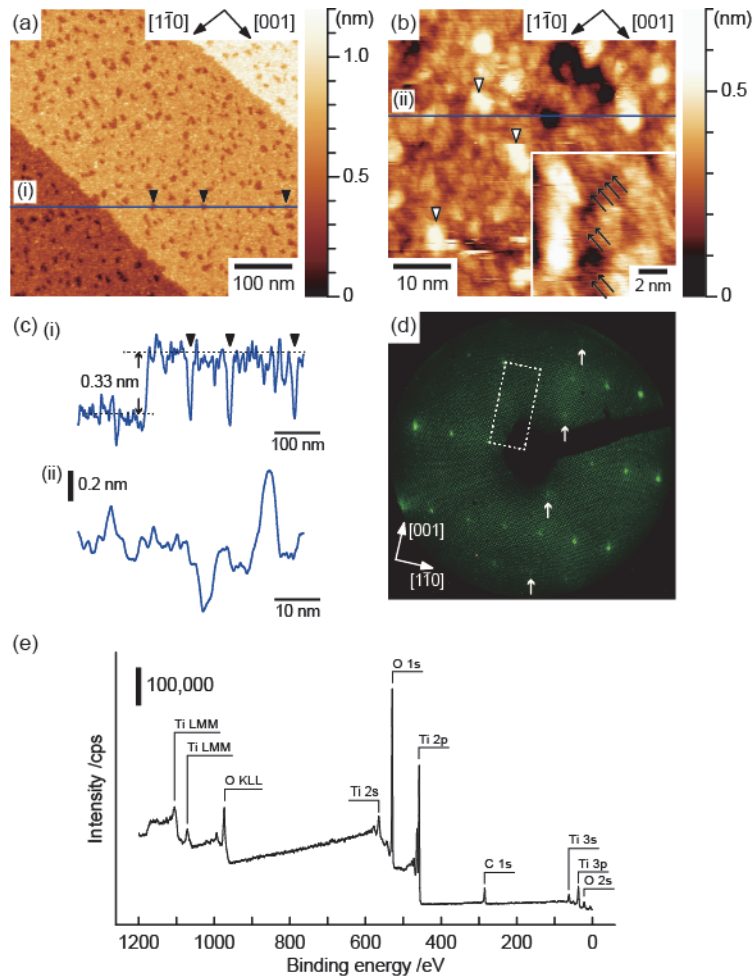 (a)
[11̄0]
[001]
(nm)
1.0
0.5
0
(i)
100 nm
(b)
[11̄0]
[001]
(nm)
0.5
0
(ii)
10 nm
2 nm
(c)
(i)
0.33 nm
100 nm
(ii)
0.2 nm
10 nm
(d)
[001]
[11̄0]
(e)
100,000
Intensity /cps
Ti LMM
Ti LMM
O KLL
Ti 2s
O 1s
Ti 2p
C 1s
Ti 3s
Ti 3p
O 2s
1200 1000 800 600 400 200 0
Binding energy /eV